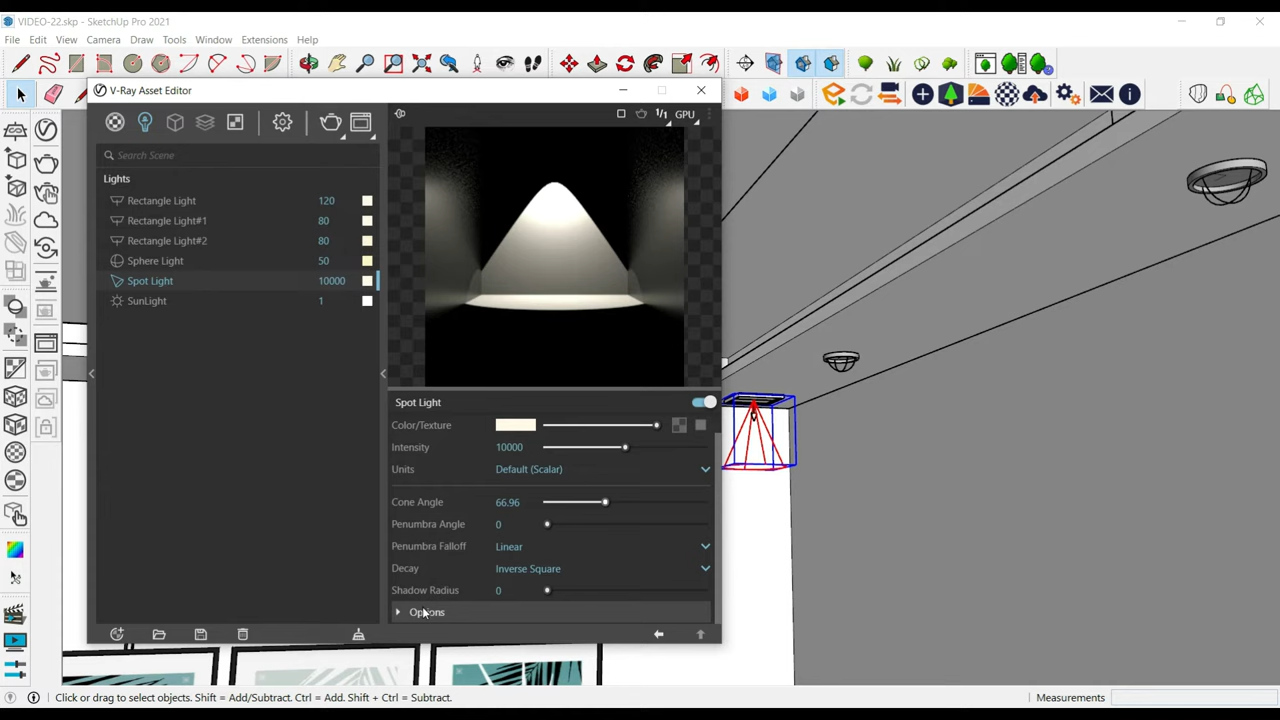 VIDEO-22.skp - SketchUp Pro 2021
File Edit View Camera Draw Tools Window Extensions Help
V-Ray Asset Editor
1/1 GPU
Search Scene
Lights
Rectangle Light 120
Rectangle Light#1 80
Rectangle Light#2 80
Sphere Light 50
Spot Light 10000
SunLight 1
Spot Light
Color/Texture
Intensity 10000
Units Default (Scalar)
Cone Angle 66.96
Penumbra Angle 0
Penumbra Falloff Linear
Decay Inverse Square
Shadow Radius 0
Options
Click or drag to select objects. Shift = Add/Subtract. Ctrl = Add. Shift + Ctrl = Subtract.
Measurements